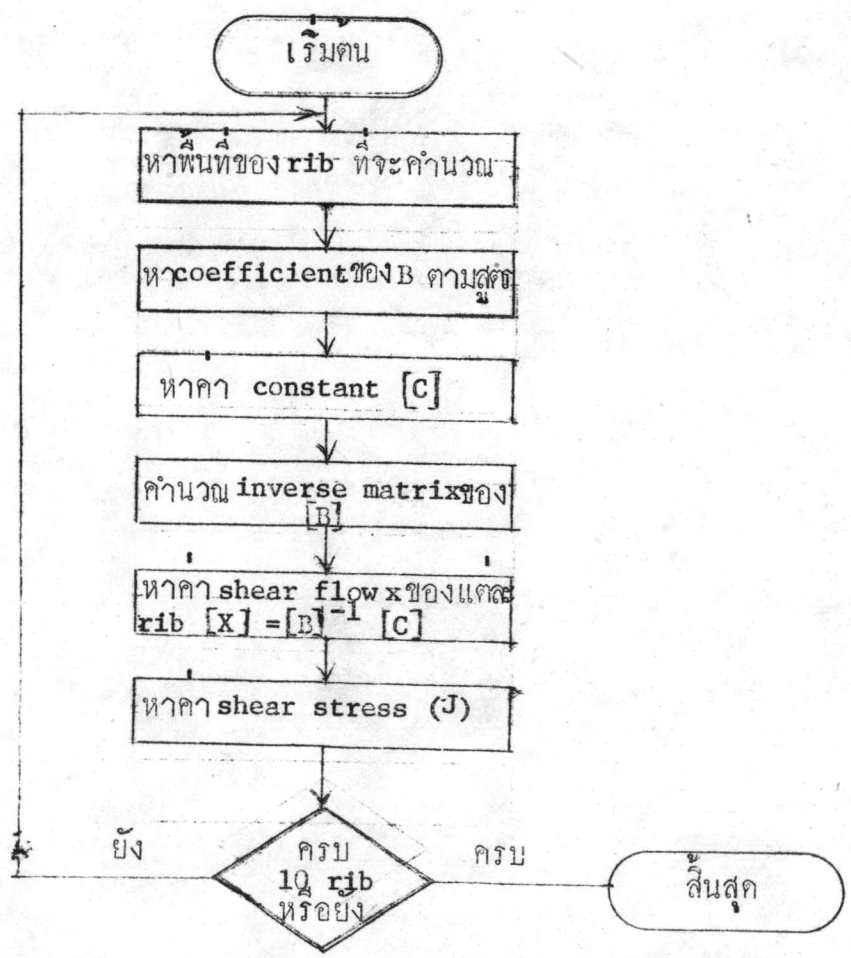 เริ่มต้น
หาพื้นที่ของ rib ที่จะคำนวณ
หาcoefficientของB ตามสูตร
หาค่า constant [C]
คำนวณ inverse matrixของ
[B]
หาค่า shear flow x ของแต่ละ
rib [X] =[B]⁻¹ [C]
หาค่า shear stress (J)
ครบ
10 rib
หรือยัง
ยัง
ครบ
สิ้นสุด